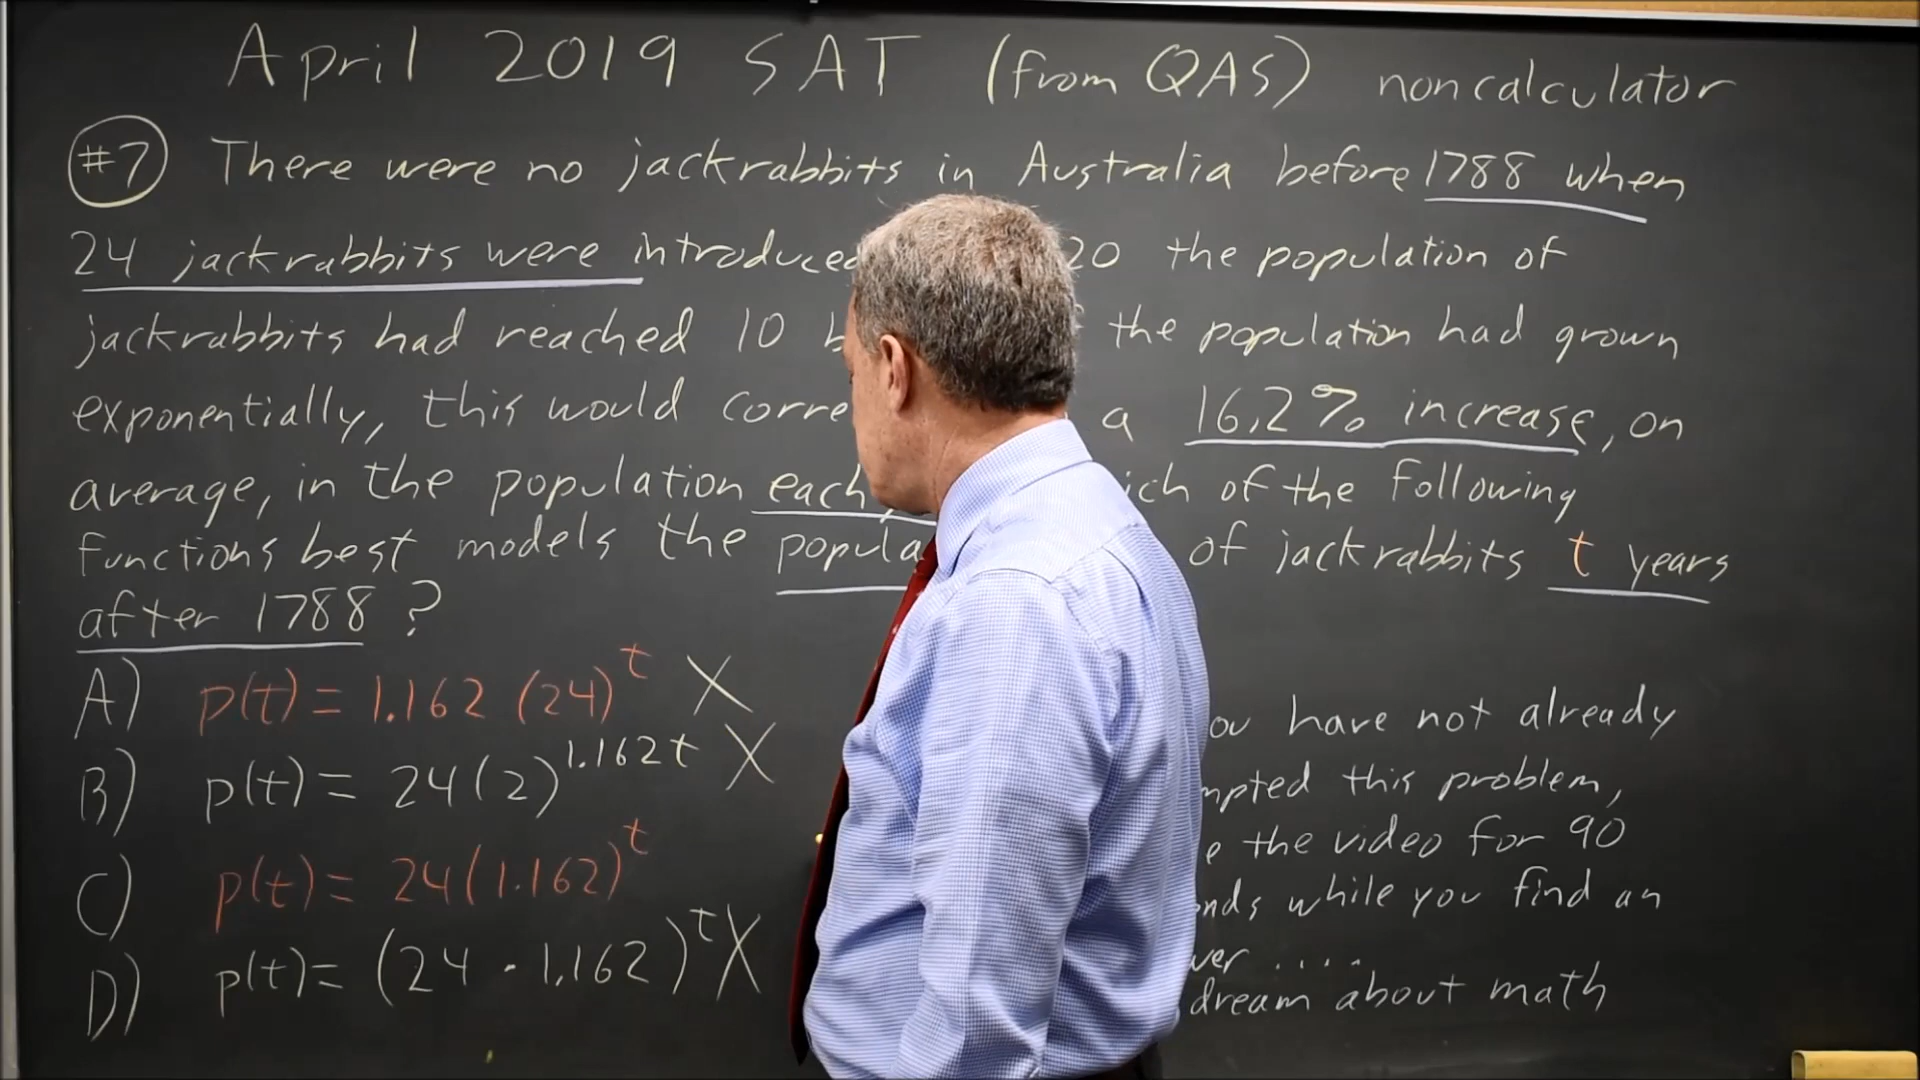 April 2019 SAT (from QAS) noncalculator
#7 There were no jackrabbits in Australia before 1788 when
24 jackrabbits were introduced 20 the population of
jackrabbits had reached 10 b the population had grown
exponentially, this would corre a 16.2% increase, on
average, in the population each ich of the following
functions best models the popula of jackrabbits t years
after 1788?
A) p(t) = 1.162 (24)^t X
B) p(t) = 24(2)^1.162t X
C) p(t) = 24(1.162)^t
D) p(t) = (24 · 1.162)^t X
ou have not already
mpted this problem,
e the video for 90
onds while you find an
wer ....
dream about math